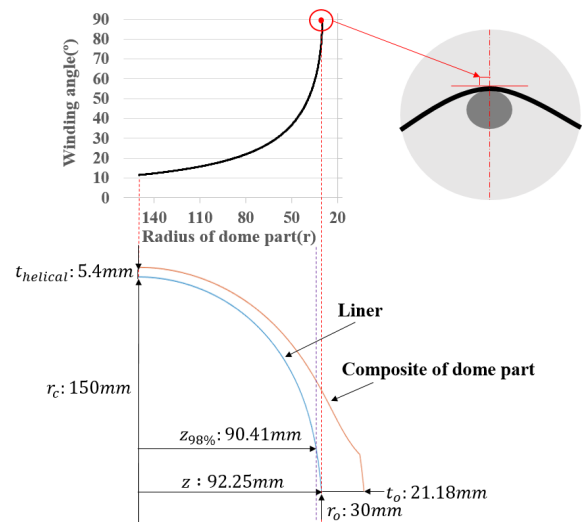 Winding angle(°)
90
80
70
60
50
40
30
20
10
0
140 110 80 50 20
Radius of dome part(r)
t_helical: 5.4mm
Liner
Composite of dome part
r_c: 150mm
z_98%: 90.41mm
z : 92.25mm
t_o: 21.18mm
r_o: 30mm